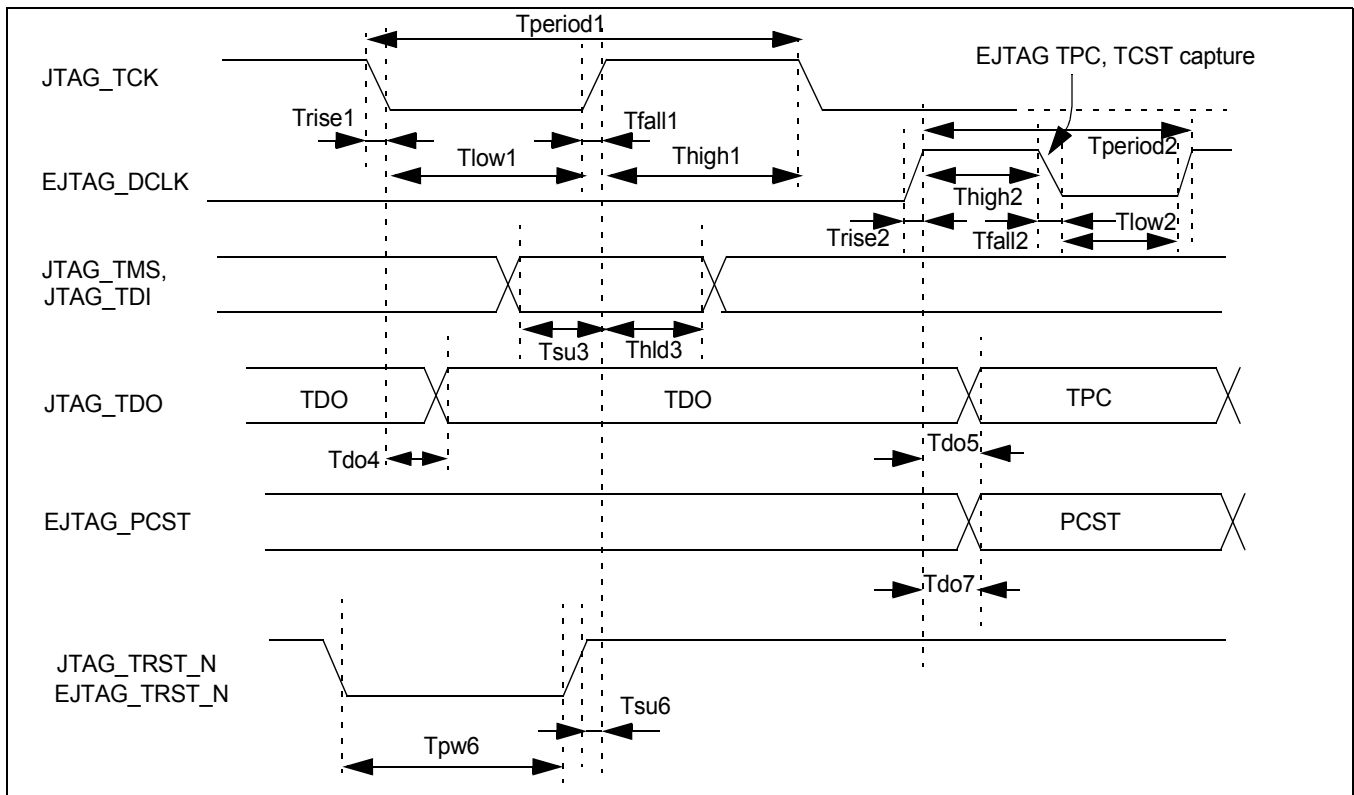 Tperiod1
EJTAG TPC, TCST capture
JTAG_TCK
Trise1
Tfall1
Tperiod2
Tlow1
Thigh1
EJTAG_DCLK
Thigh2
Trise2
Tfall2
Tlow2
JTAG_TMS,
JTAG_TDI
Tsu3
Thld3
JTAG_TDO
TDO
TDO
TPC
Tdo4
Tdo5
EJTAG_PCST
PCST
Tdo7
JTAG_TRST_N
EJTAG_TRST_N
Tsu6
Tpw6